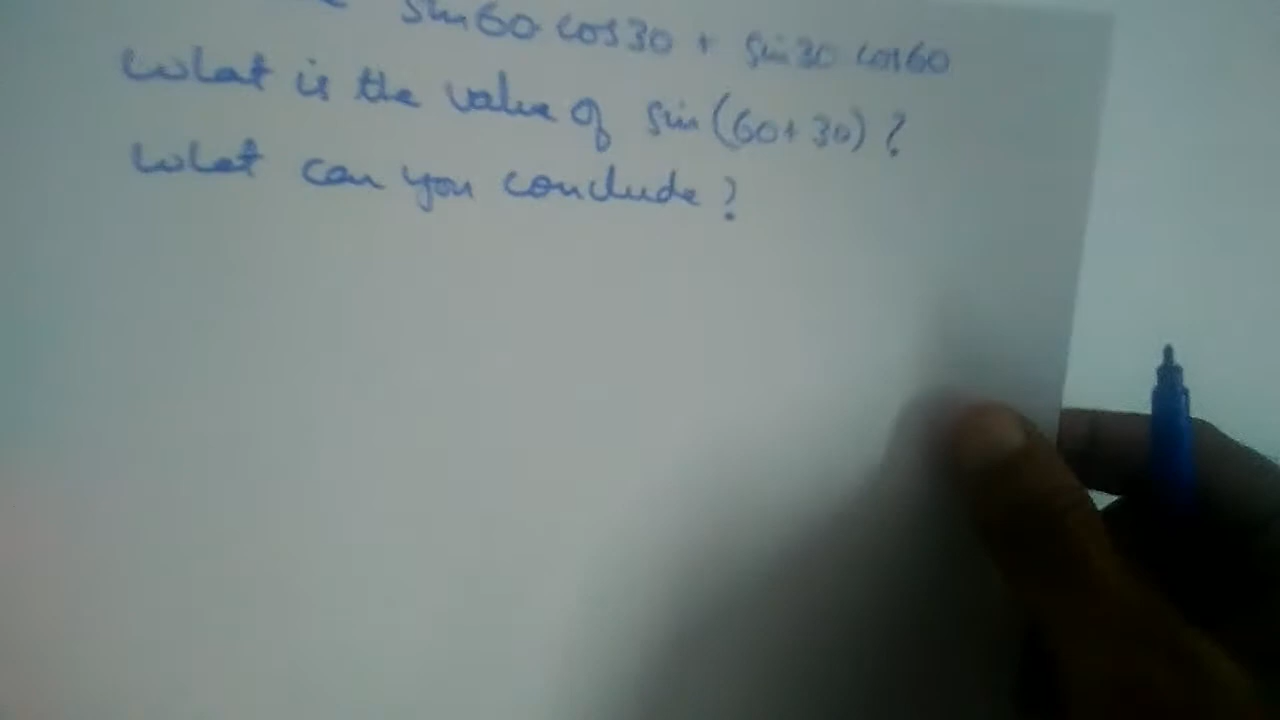 sin60 cos30 + sin30 cos60
What is the value of sin(60+30)?
What can you conclude?